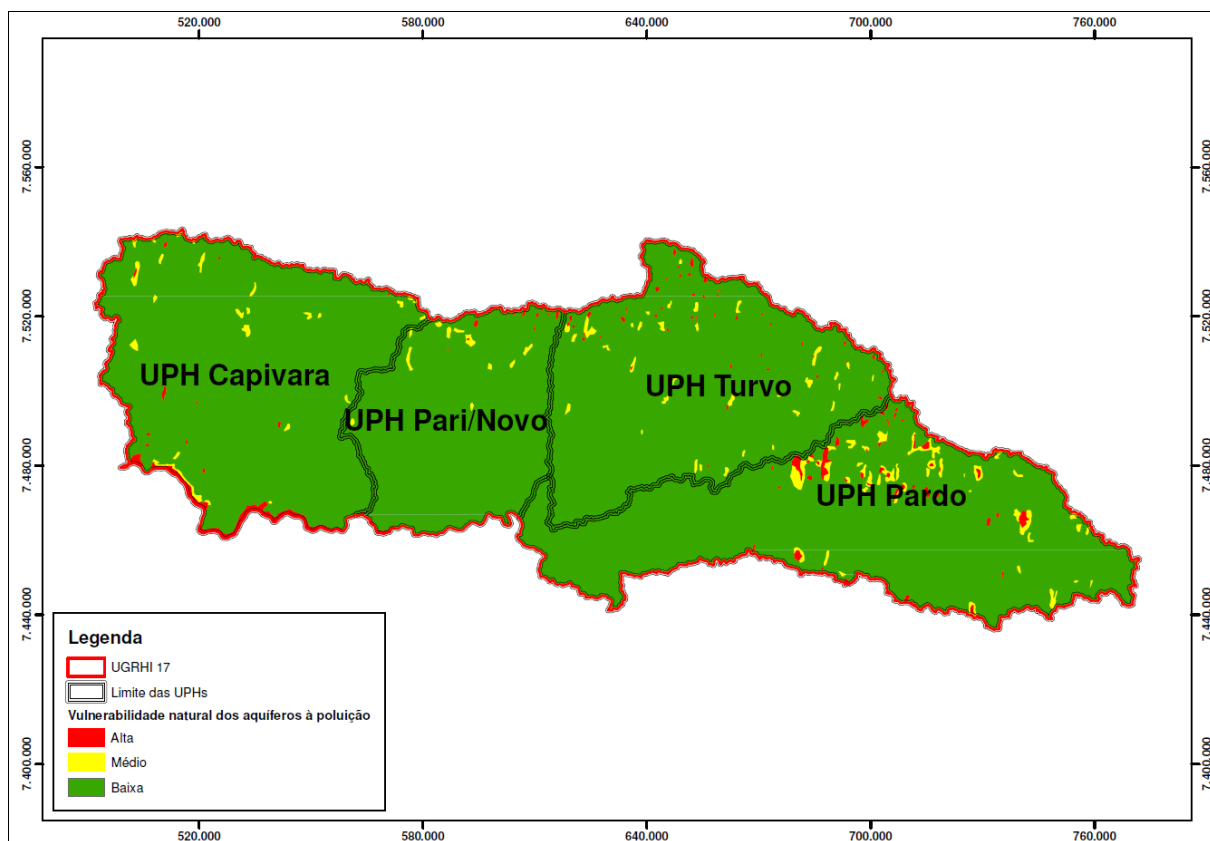 520.000 580.000 640.000 700.000 760.000
7.560.000 7.560.000
7.520.000 7.520.000
UPH Capivara
UPH Turvo
UPH Pari/Novo
7.480.000 7.480.000
UPH Pardo
7.440.000 7.440.000
Legenda
UGRHI 17
Limite das UPHs
Vulnerabilidade natural dos aquíferos à poluição
Alta
Médio
Baixa
7.400.000 7.400.000
520.000 580.000 640.000 700.000 760.000